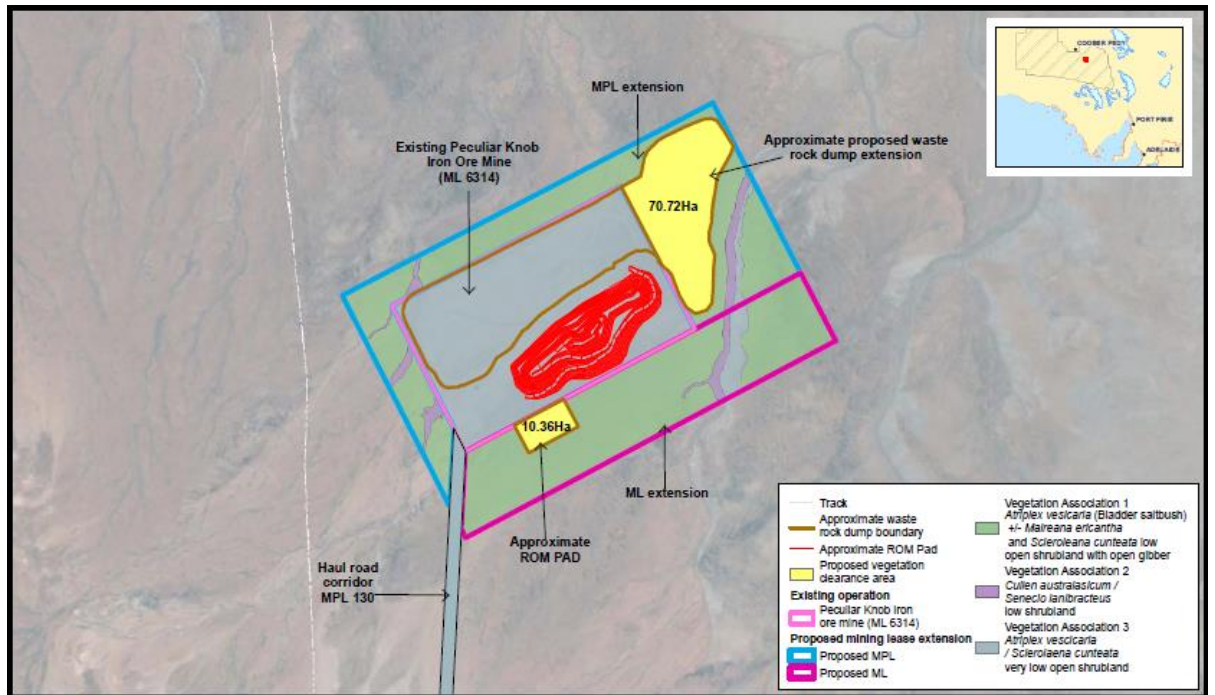 COOBER PEDY
PORT PIRIE
ADELAIDE
MPL extension
Existing Peculiar Knob
Iron Ore Mine
(ML 6314)
Approximate proposed waste
rock dump extension
70.72Ha
10.36Ha
ML extension
Approximate
ROM PAD
Haul road
corridor
MPL 130
Track
Approximate waste
rock dump boundary
Approximate ROM Pad
Proposed vegetation
clearance area
Existing operation
Peculiar Knob Iron
ore mine (ML 6314)
Proposed mining lease extension
Proposed MPL
Proposed ML
Vegetation Association 1
Atriplex vesicaria (Bladder saltbush)
+/- Maireana ericantha
and Scleroleana cunteata low
open shrubland with open gibber
Vegetation Association 2
Cullen australasicum /
Senecio lanibracteus
low shrubland
Vegetation Association 3
Atriplex vescicaria
/ Sclerolaena cunteata
very low open shrubland